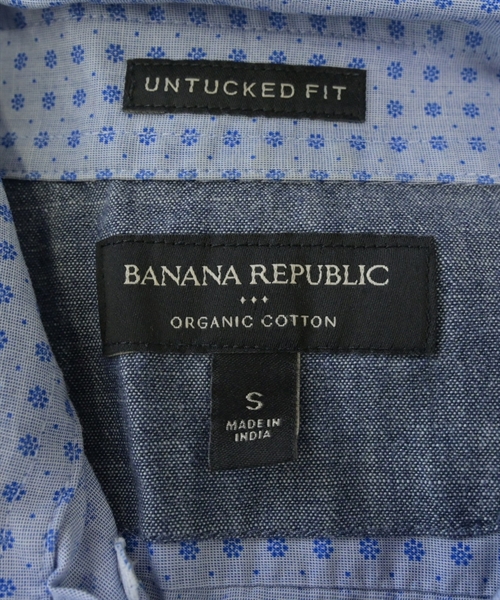 UNTUCKED FIT
BANANA REPUBLIC
ORGANIC COTTON
S
MADE IN
INDIA